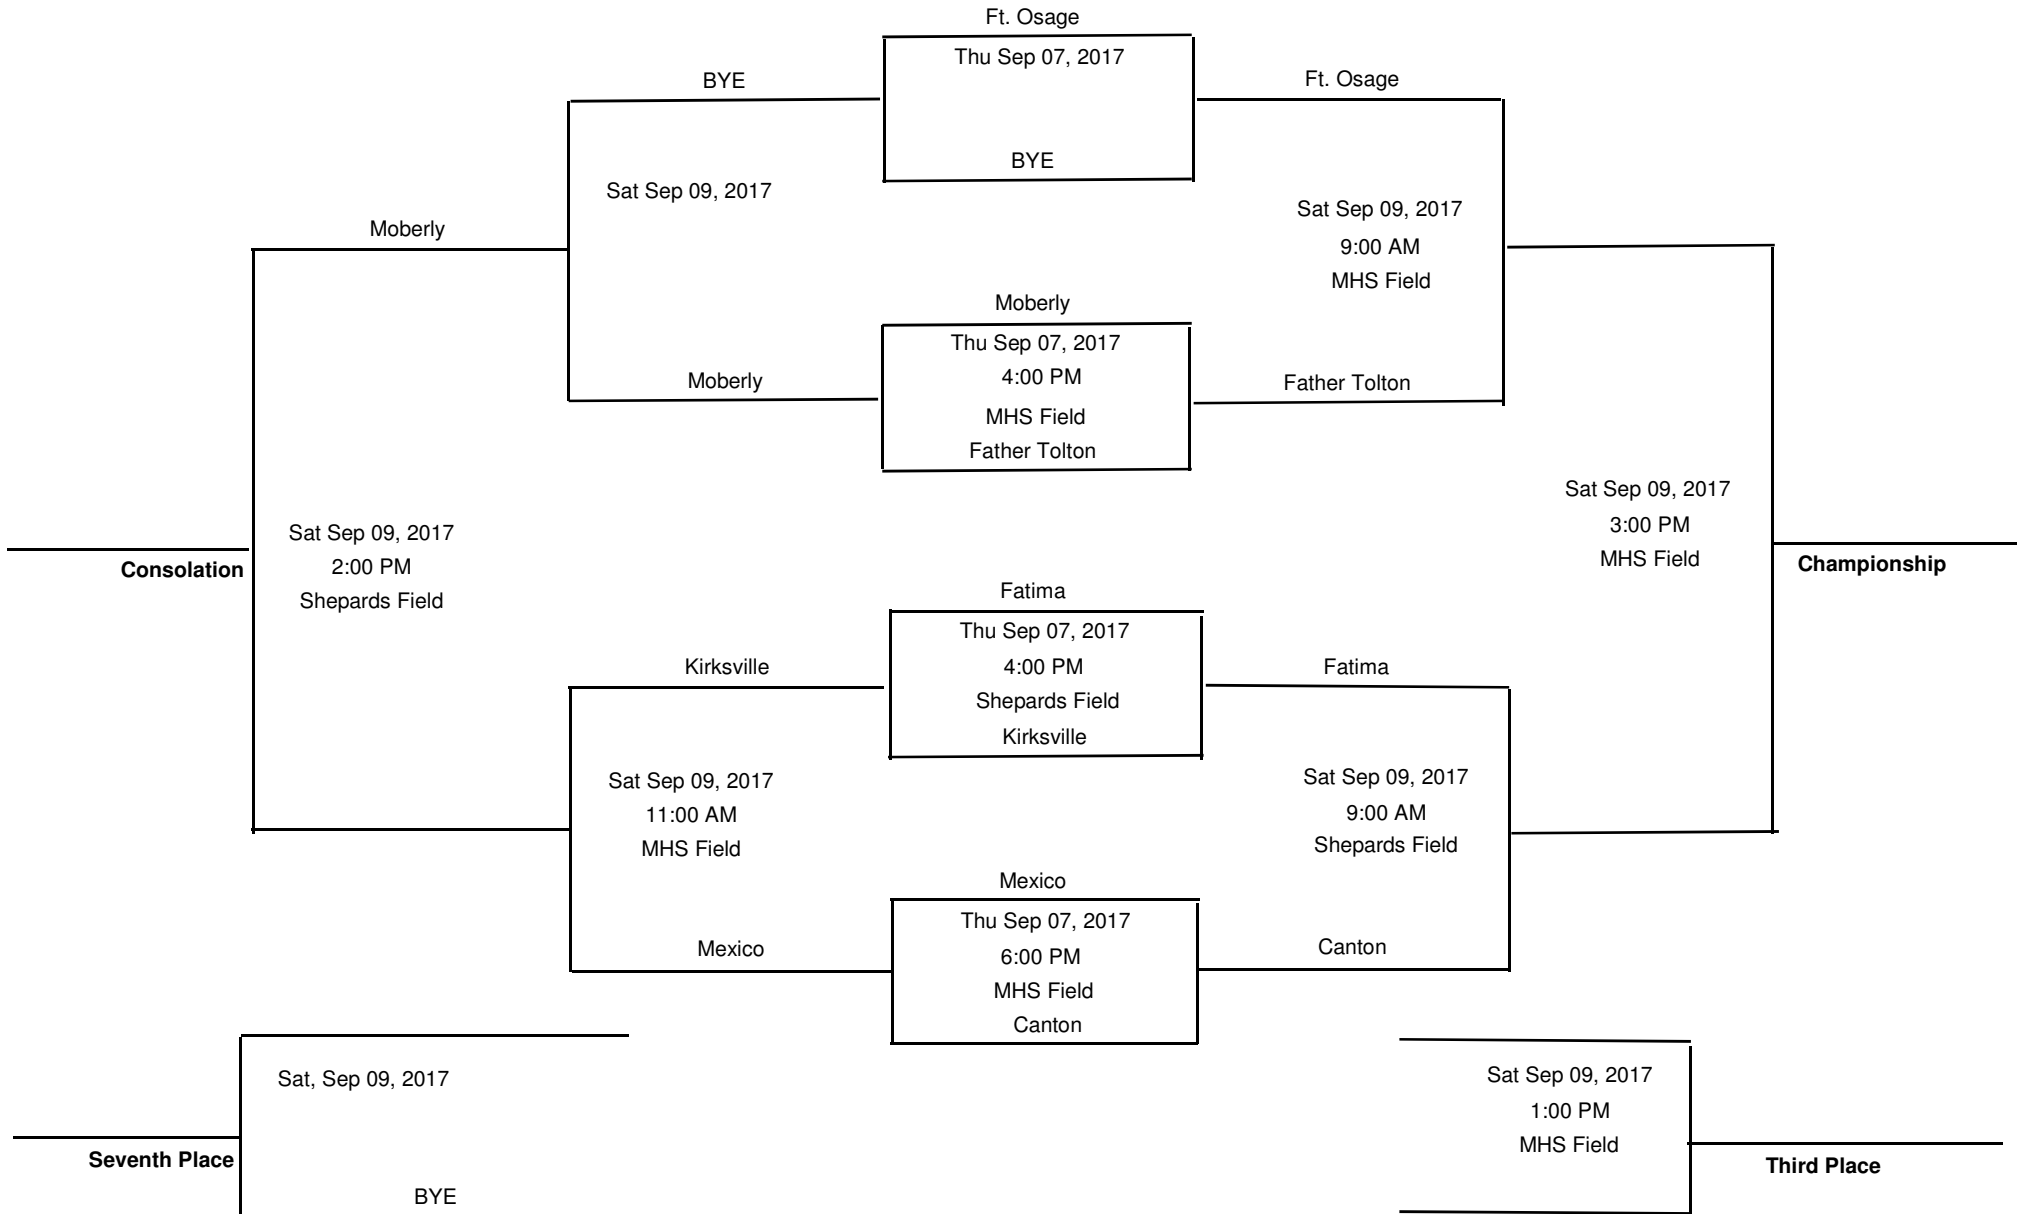 Ft. Osage
Thu Sep 07, 2017
BYE
Ft. Osage
BYE
Sat Sep 09, 2017
Sat Sep 09, 2017
Moberly
9:00 AM
MHS Field
Moberly
Thu Sep 07, 2017
Moberly
4:00 PM
Father Tolton
MHS Field
Father Tolton
Sat Sep 09, 2017
3:00 PM
MHS Field
Sat Sep 09, 2017
2:00 PM
Shepards Field
Consolation
Championship
Fatima
Thu Sep 07, 2017
Kirksville
4:00 PM
Fatima
Shepards Field
Kirksville
Sat Sep 09, 2017
11:00 AM
MHS Field
Sat Sep 09, 2017
9:00 AM
Shepards Field
Mexico
Thu Sep 07, 2017
Mexico
6:00 PM
Canton
MHS Field
Canton
Sat, Sep 09, 2017
Sat Sep 09, 2017
1:00 PM
MHS Field
Seventh Place
Third Place
BYE